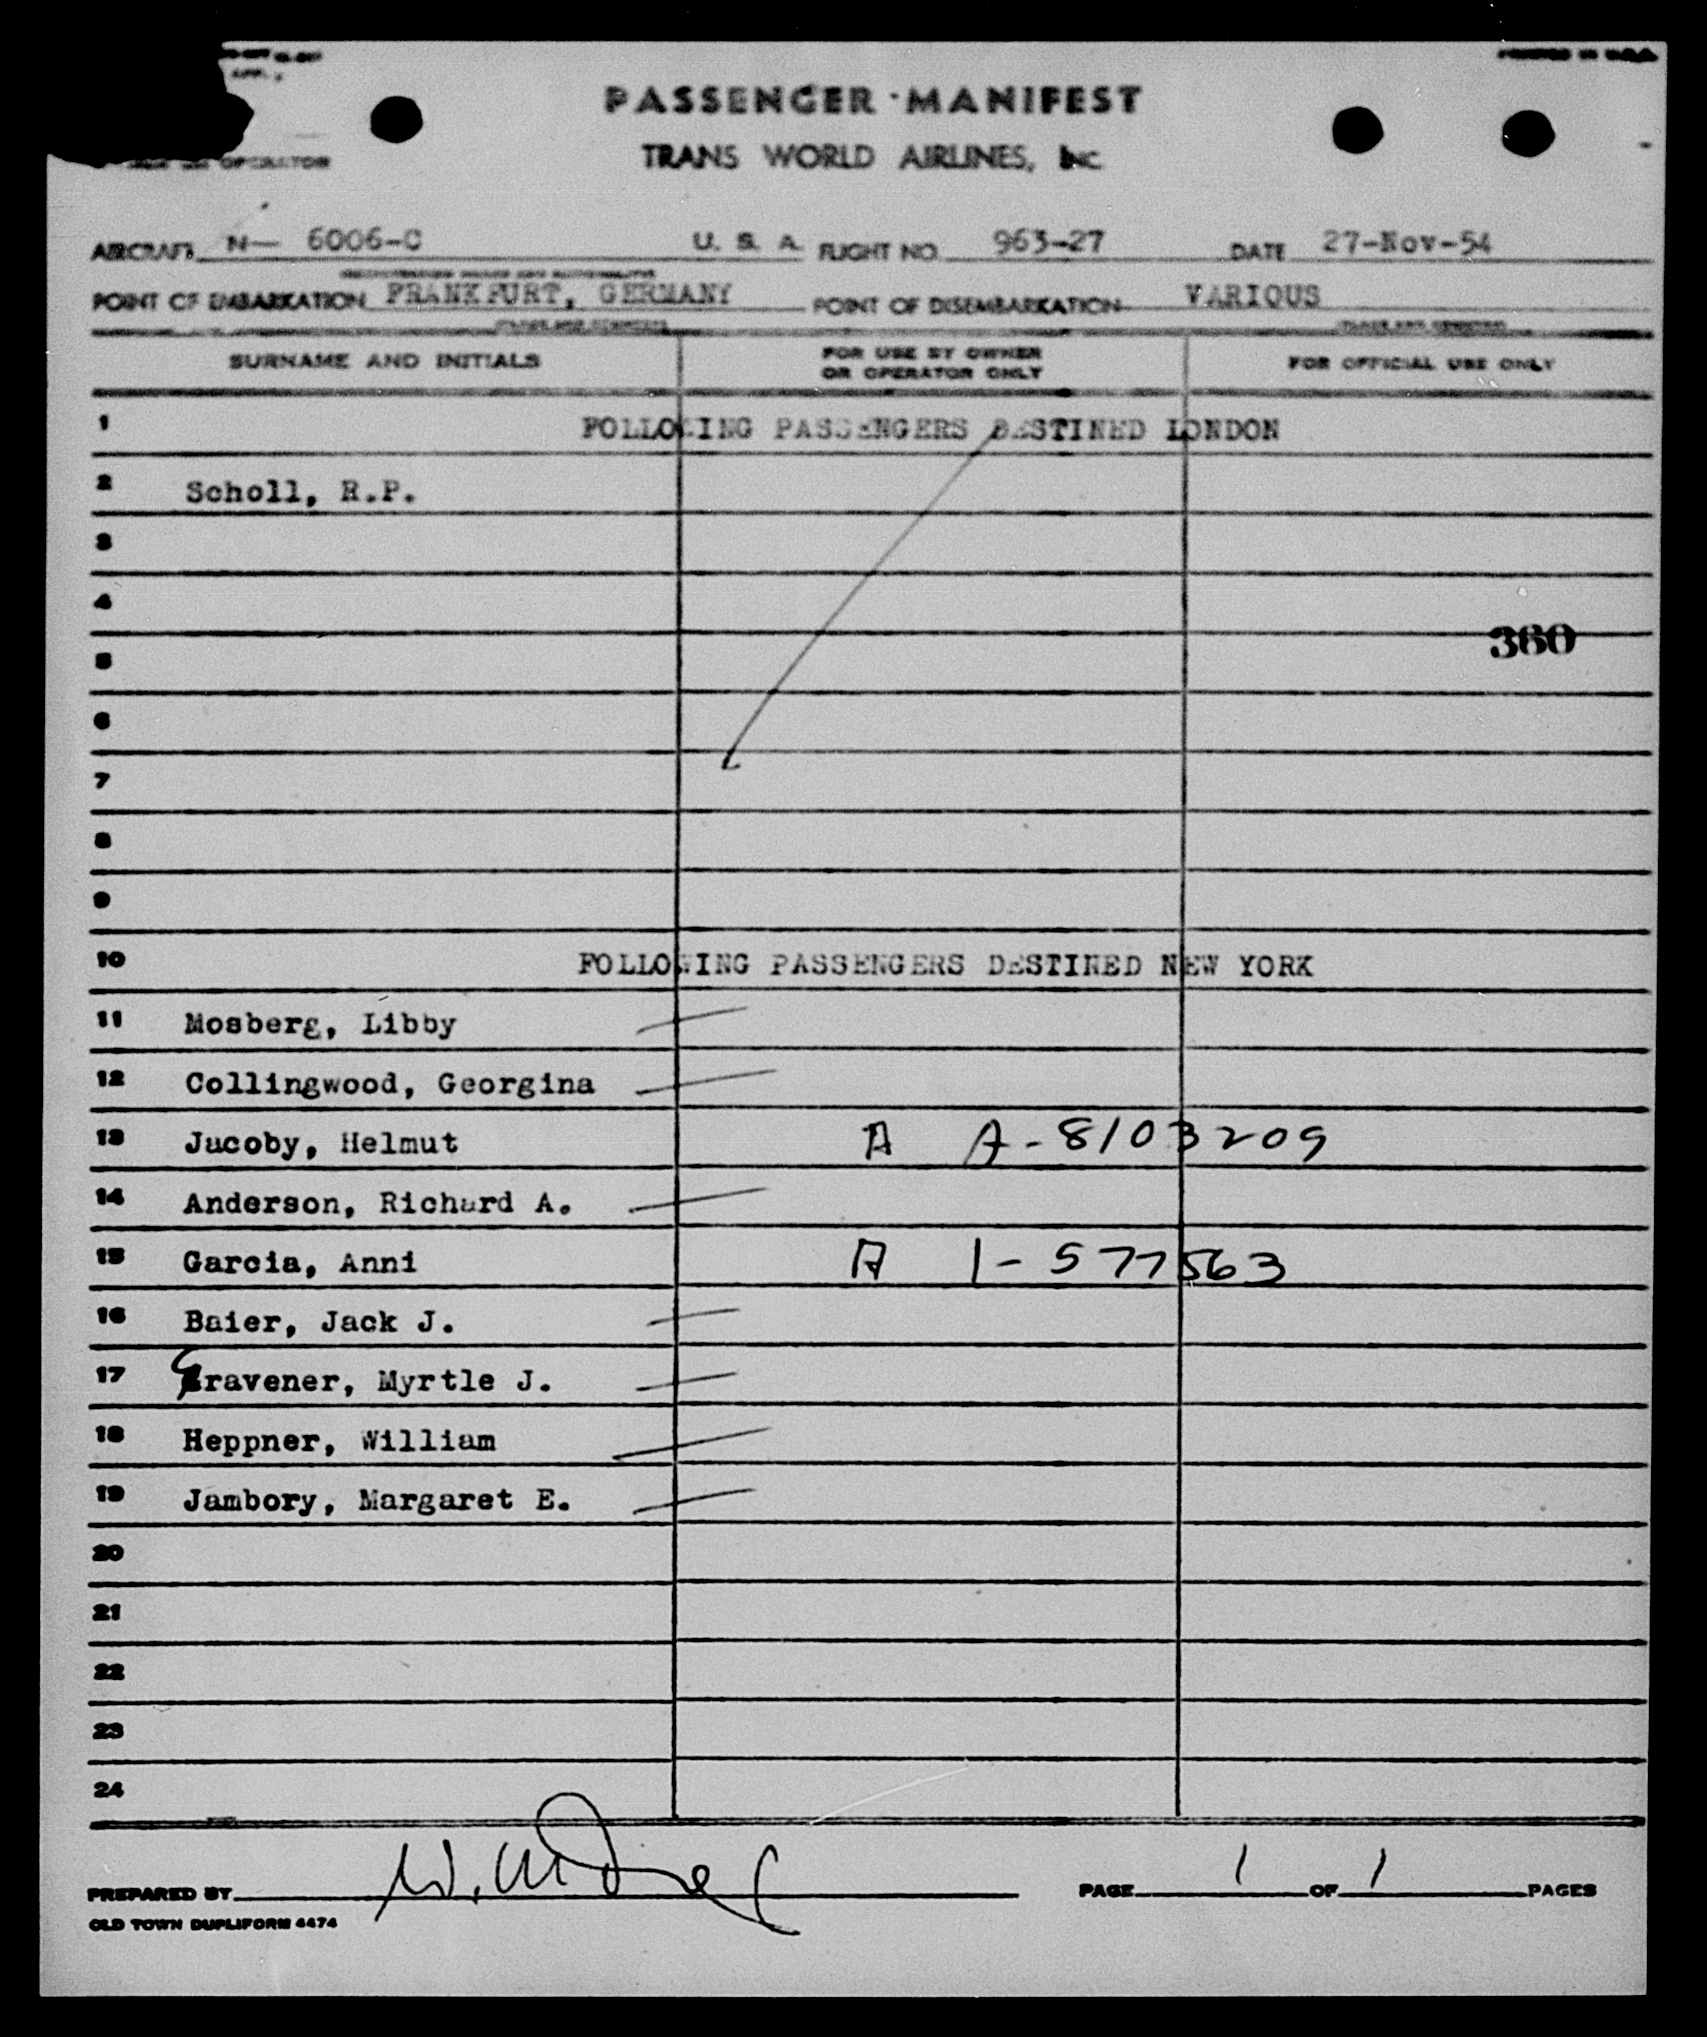 PRINTED IN U.S.A.
PASSENGER MANIFEST
OPERATOR
TRANS WORLD AIRLINES, INC
AIRCRAFT N— 6006-C U. S. A. FLIGHT NO. 963-27 DATE 27-Nov-54
POINT OF EMBARKATION FRANKFURT, GERMANY POINT OF DISEMBARKATION VARIOUS
SURNAME AND INITIALS FOR USE BY OWNER OR OPERATOR ONLY FOR OFFICIAL USE ONLY
1 FOLLOWING PASSENGERS DESTINED LONDON
2 Scholl, R.P.
3
4
360
5
6
7
8
9
10 FOLLOWING PASSENGERS DESTINED NEW YORK
11 Mosberg, Libby
12 Collingwood, Georgina
13 Jacoby, Helmut A A-8103209
14 Anderson, Richard A.
15 Garcia, Anni A 1-577563
16 Baier, Jack J.
17 Gravener, Myrtle J.
18 Heppner, William
19 Jambory, Margaret E.
20
21
22
23
24
PREPARED BY PAGE 1 OF 1 PAGES
OLD TOWN DUPLIFORM 4474